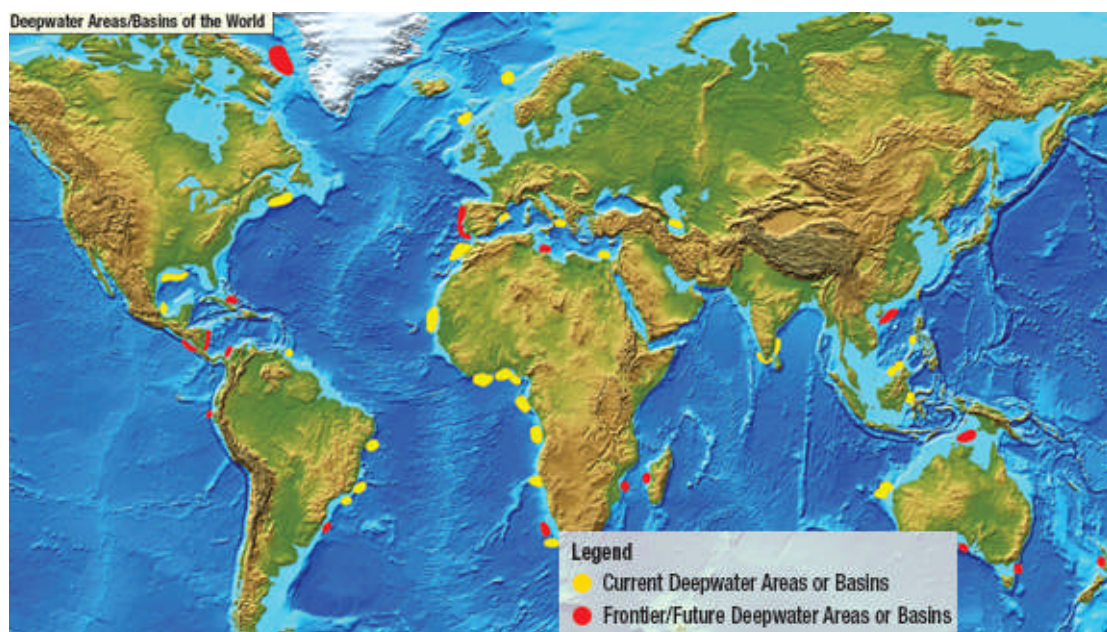 Deepwater Areas/Basins of the World
Legend
Current Deepwater Areas or Basins
Frontier/Future Deepwater Areas or Basins